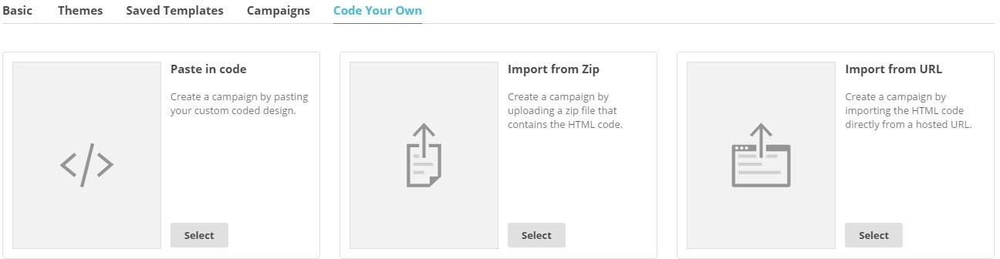 Basic Themes Saved Templates Campaigns Code Your Own
Paste in code
Create a campaign by pasting
your custom coded design.
Select
Import from Zip
Create a campaign by
uploading a zip file that
contains the HTML code.
Select
Import from URL
Create a campaign by
importing the HTML code
directly from a hosted URL.
Select